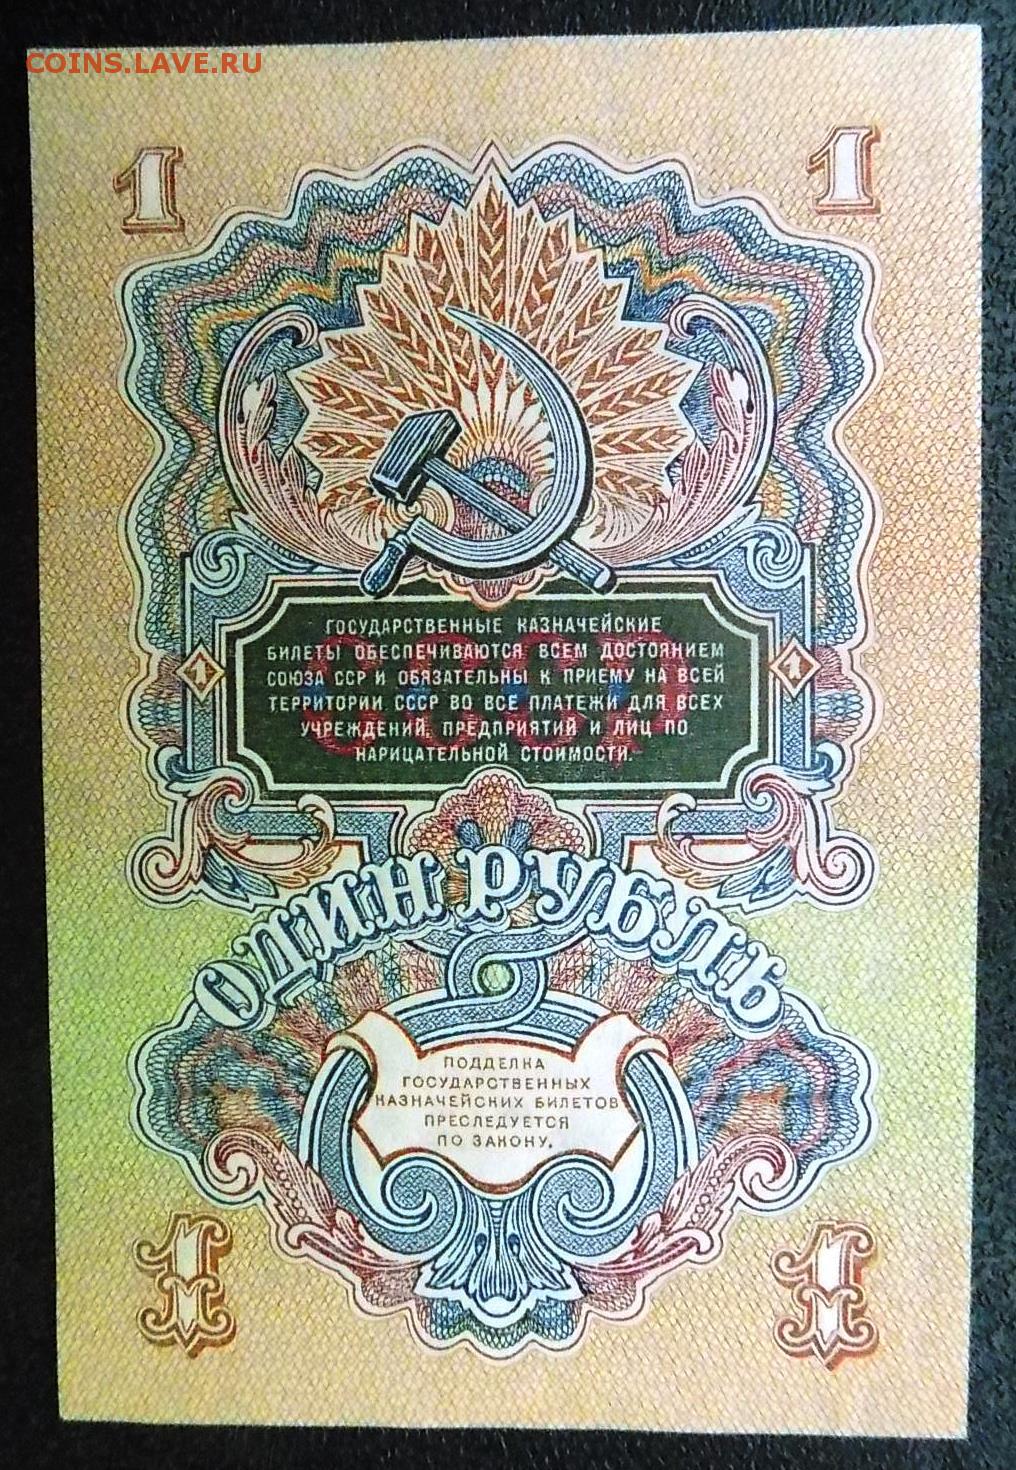 COINS.LAVE.RU
1 1
ГОСУДАРСТВЕННЫЕ КАЗНАЧЕЙСКИЕ
БИЛЕТЫ ОБЕСПЕЧИВАЮТСЯ ВСЕМ ДОСТОЯНИЕМ
СОЮЗА ССР И ОБЯЗАТЕЛЬНЫ К ПРИЕМУ НА ВСЕЙ
1 1
ТЕРРИТОРИИ СССР ВО ВСЕ ПЛАТЕЖИ ДЛЯ ВСЕХ
УЧРЕЖДЕНИЙ, ПРЕДПРИЯТИЙ И ЛИЦ ПО
НАРИЦАТЕЛЬНОЙ СТОИМОСТИ.
СССР
ОДИН РУБЛЬ
ПОДДЕЛКА
ГОСУДАРСТВЕННЫХ
КАЗНАЧЕЙСКИХ БИЛЕТОВ
ПРЕСЛЕДУЕТСЯ
ПО ЗАКОНУ.
1 1